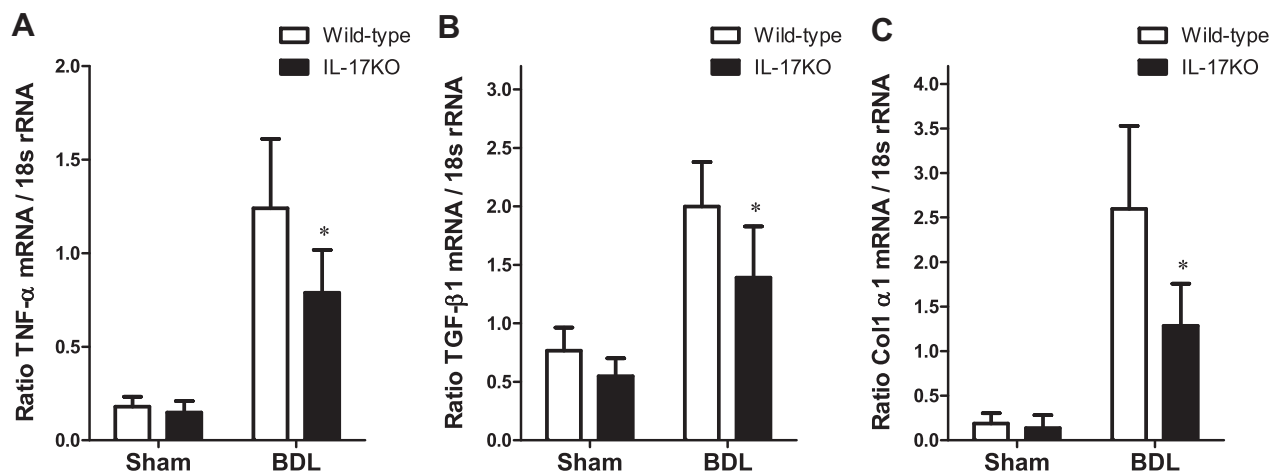 A
Wild-type
IL-17KO
Ratio TNF-α mRNA / 18s rRNA
2.0
1.5
1.0
0.5
0.0
*
Sham BDL
B
Wild-type
IL-17KO
Ratio TGF-β1 mRNA / 18s rRNA
3.0
2.5
2.0
1.5
1.0
0.5
0.0
*
Sham BDL
C
Wild-type
IL-17KO
Ratio Col1 α1 mRNA / 18s rRNA
4.0
3.5
3.0
2.5
2.0
1.5
1.0
0.5
0.0
*
Sham BDL